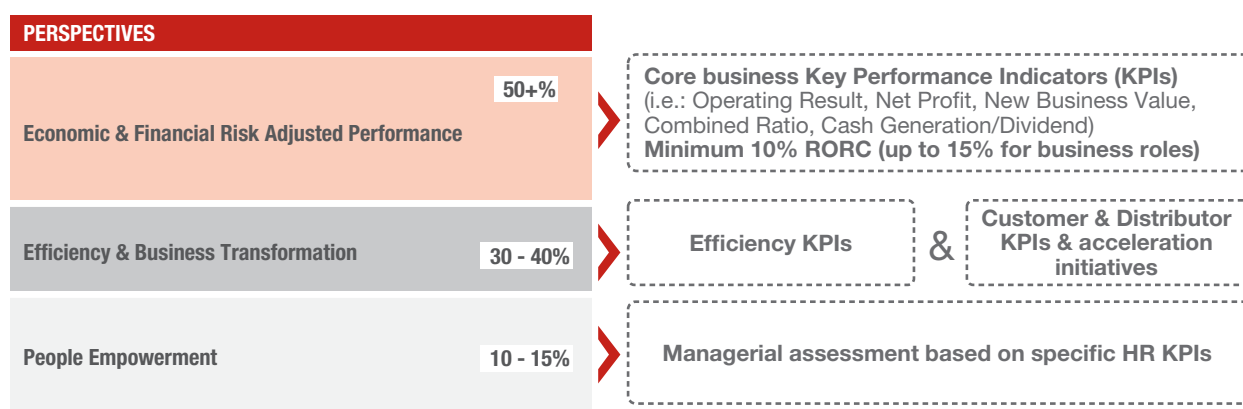 PERSPECTIVES
Economic & Financial Risk Adjusted Performance
50+%
Core business Key Performance Indicators (KPIs)
(i.e.: Operating Result, Net Profit, New Business Value,
Combined Ratio, Cash Generation/Dividend)
Minimum 10% RORC (up to 15% for business roles)
Efficiency & Business Transformation
30 - 40%
Efficiency KPIs
&
Customer & Distributor
KPIs & acceleration
initiatives
People Empowerment
10 - 15%
Managerial assessment based on specific HR KPIs